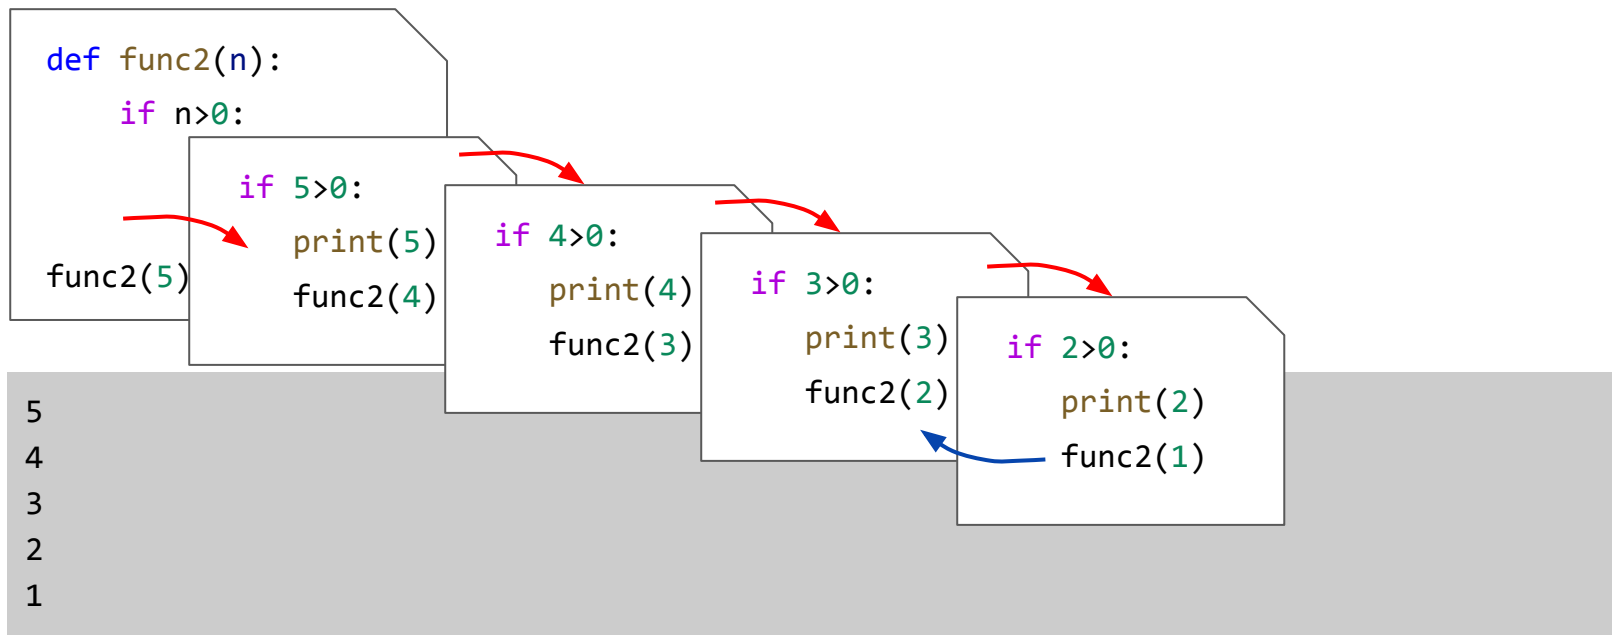 def func2(n):
    if n>0:
func2(5)
if 5>0:
   print(5)
   func2(4)
if 4>0:
   print(4)
   func2(3)
if 3>0:
   print(3)
   func2(2)
if 2>0:
   print(2)
   func2(1)
5
4
3
2
1